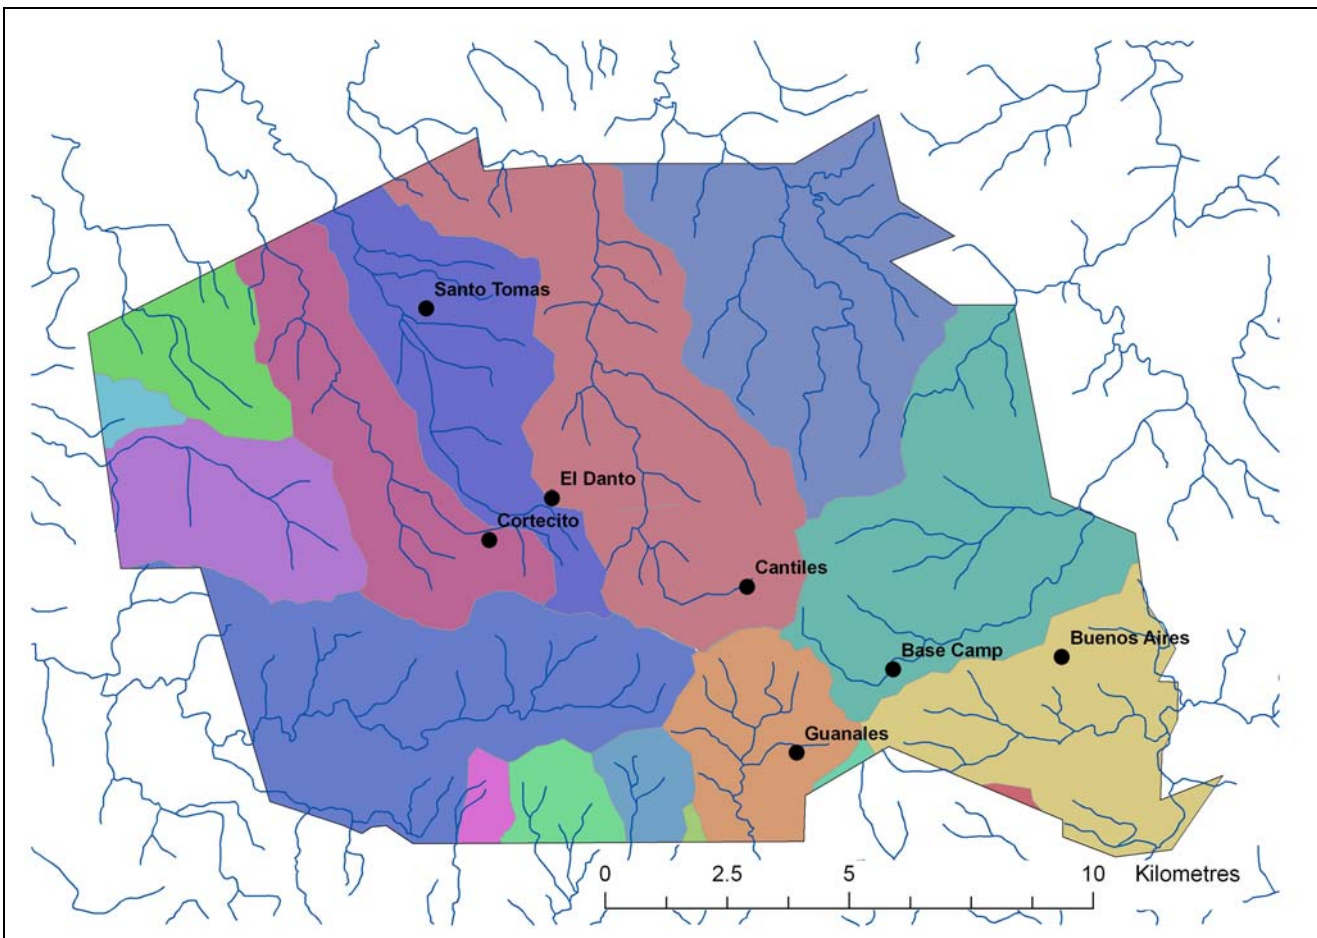 Santo Tomas
El Danto
Cortecito
Cantiles
Buenos Aires
Base Camp
Guanales
0 2.5 5 10 Kilometres